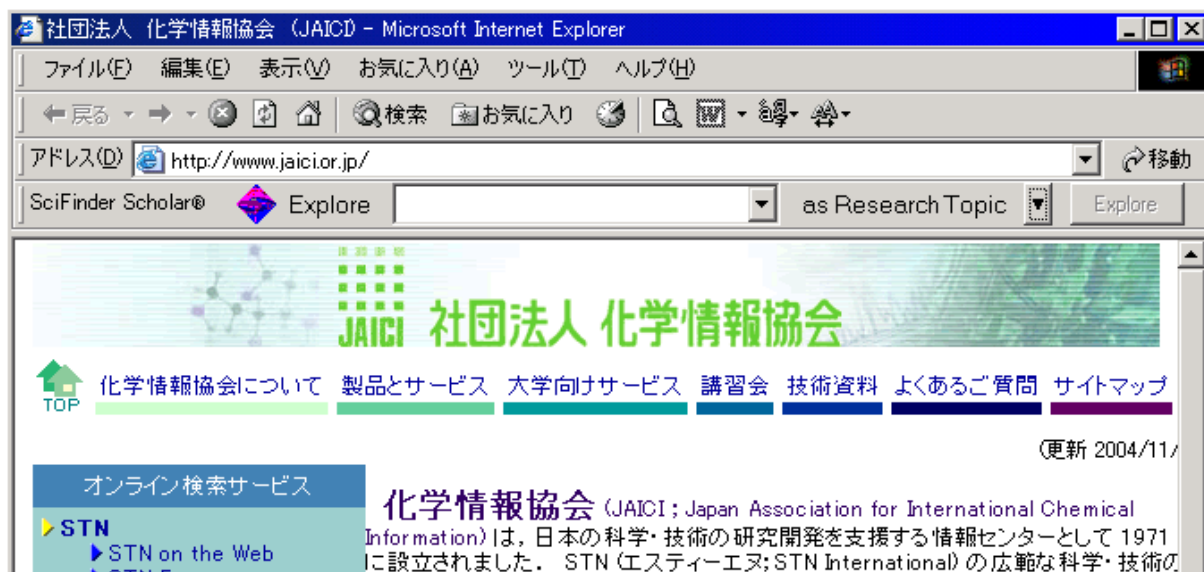 社団法人 化学情報協会 (JAICI) - Microsoft Internet Explorer
ファイル(F) 編集(E) 表示(V) お気に入り(A) ツール(T) ヘルプ(H)
戻る 検索 お気に入り
アドレス(D) http://www.jaici.or.jp/ 移動
SciFinder Scholar® Explore as Research Topic Explore
JAICI 社団法人 化学情報協会
TOP 化学情報協会について 製品とサービス 大学向けサービス 講習会 技術資料 よくあるご質問 サイトマップ
(更新 2004/11/
オンライン検索サービス
STN
STN on the Web
化学情報協会 (JAICI ; Japan Association for International Chemical
Information) は, 日本の科学・技術の研究開発を支援する情報センターとして 1971
に設立されました. STN (エスティーエヌ; STN International) の広範な科学・技術の